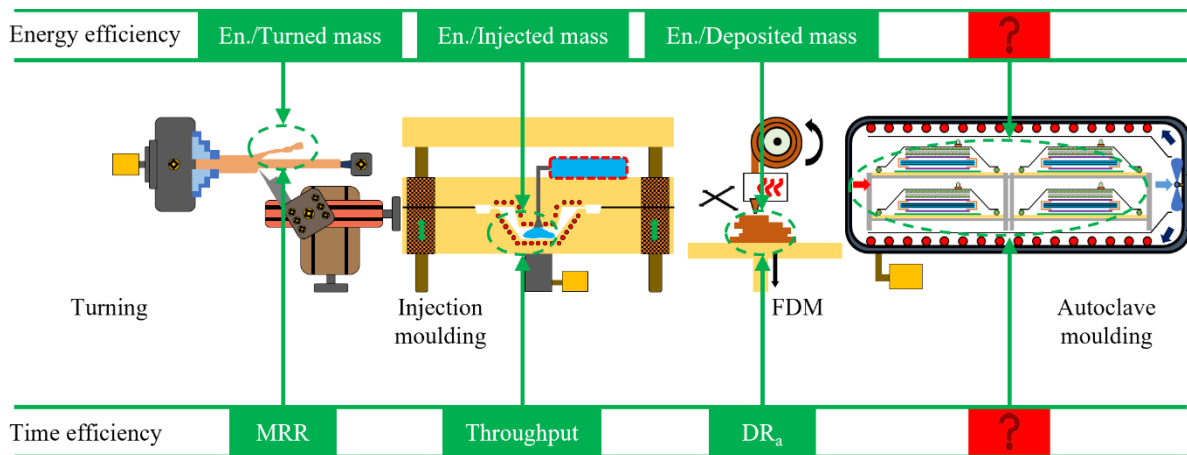 Energy efficiency En./Turned mass En./Injected mass En./Deposited mass ?
Turning Injection FDM Autoclave
moulding moulding
Time efficiency MRR Throughput DRa ?